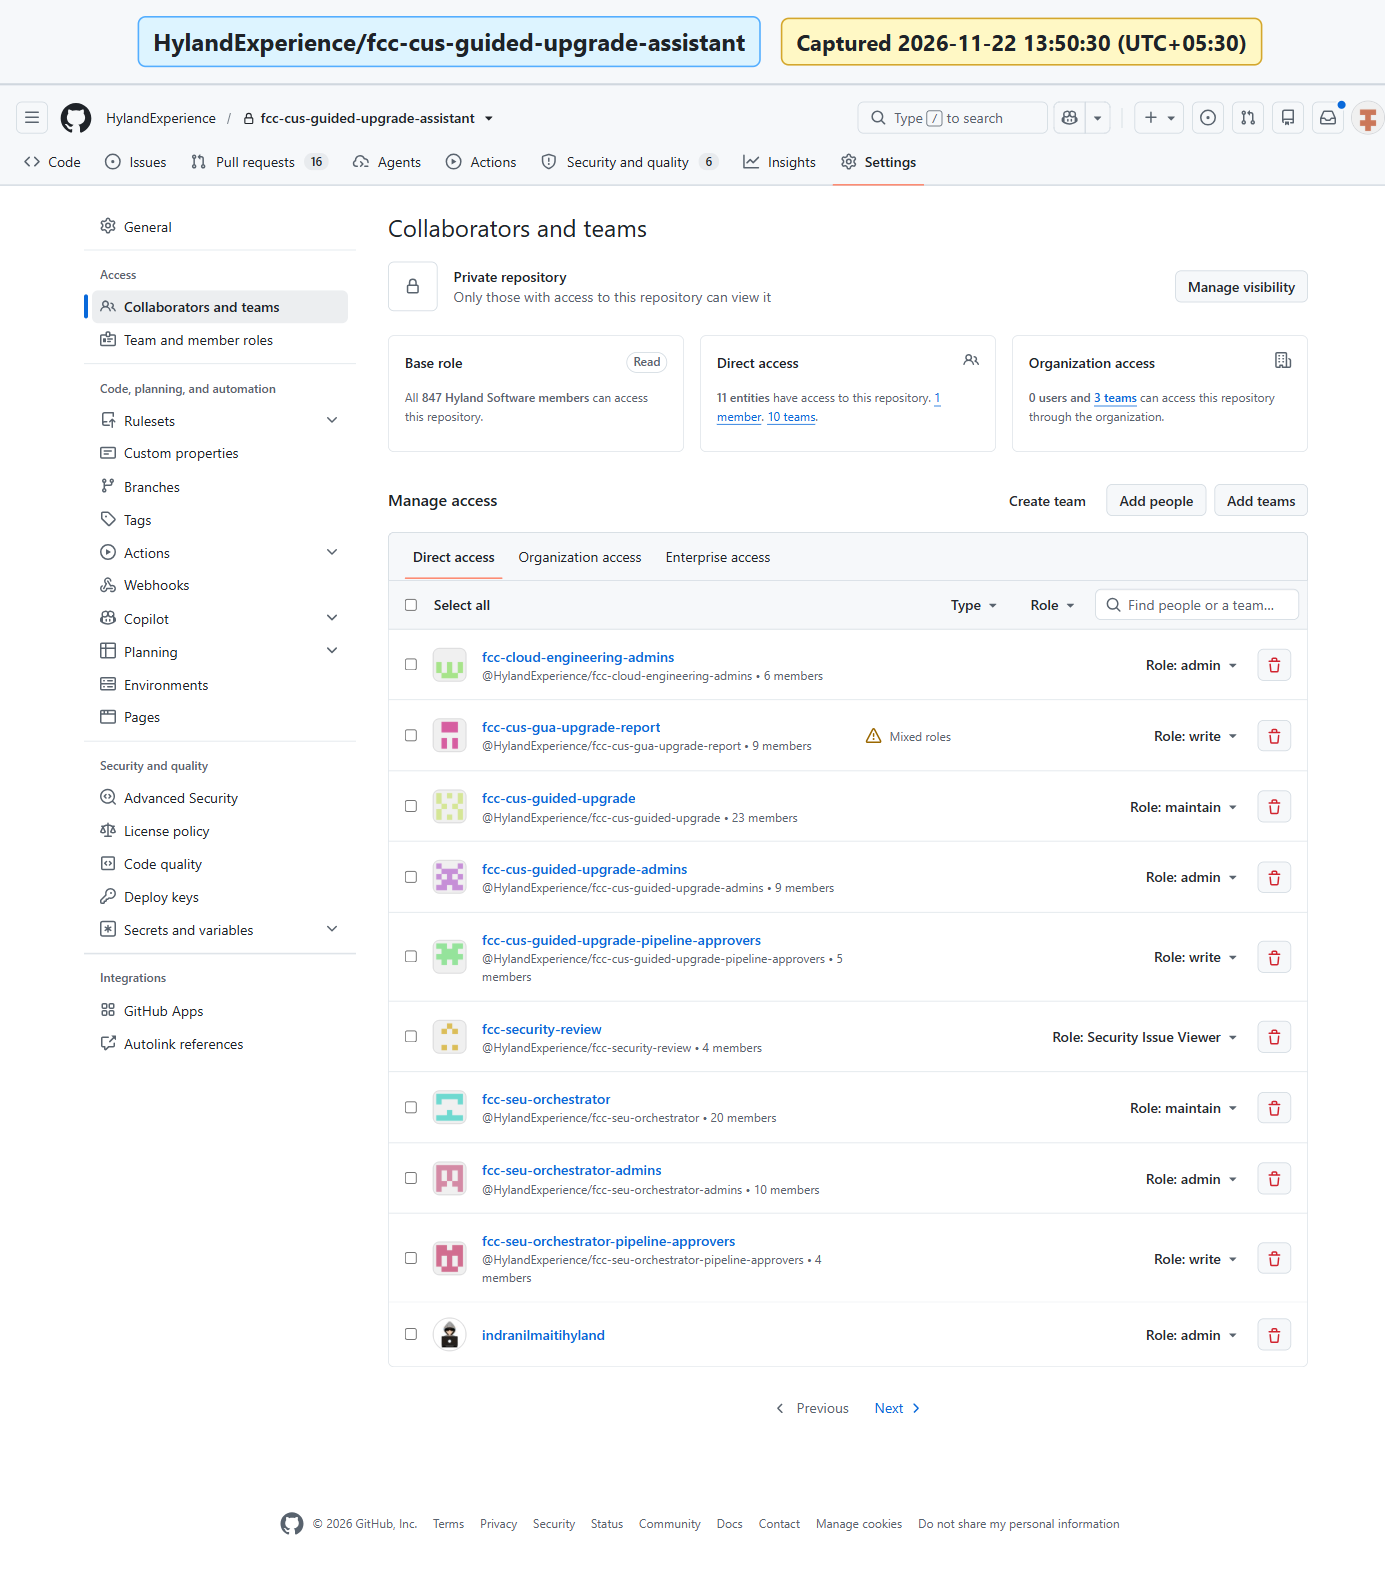 HylandExperience/fcc-cus-guided-upgrade-assistant
Captured 2026-11-22 13:50:30 (UTC+05:30)
HylandExperience / fcc-cus-guided-upgrade-assistant
Type / to search
Code
Issues
Pull requests 16
Agents
Actions
Security and quality 6
Insights
Settings
General
Access
Collaborators and teams
Team and member roles
Code, planning, and automation
Rulesets
Custom properties
Branches
Tags
Actions
Webhooks
Copilot
Planning
Environments
Pages
Security and quality
Advanced Security
License policy
Code quality
Deploy keys
Secrets and variables
Integrations
GitHub Apps
Autolink references
Collaborators and teams
Private repository
Only those with access to this repository can view it
Manage visibility
Base role
Read
All 847 Hyland Software members can access
this repository.
Direct access
11 entities have access to this repository. 1
member. 10 teams.
Organization access
0 users and 3 teams can access this repository
through the organization.
Manage access
Create team
Add people
Add teams
Direct access
Organization access
Enterprise access
Select all
Type
Role
Find people or a team...
fcc-cloud-engineering-admins
@HylandExperience/fcc-cloud-engineering-admins • 6 members
Role: admin
fcc-cus-gua-upgrade-report
@HylandExperience/fcc-cus-gua-upgrade-report • 9 members
Mixed roles
Role: write
fcc-cus-guided-upgrade
@HylandExperience/fcc-cus-guided-upgrade • 23 members
Role: maintain
fcc-cus-guided-upgrade-admins
@HylandExperience/fcc-cus-guided-upgrade-admins • 9 members
Role: admin
fcc-cus-guided-upgrade-pipeline-approvers
@HylandExperience/fcc-cus-guided-upgrade-pipeline-approvers • 5
members
Role: write
fcc-security-review
@HylandExperience/fcc-security-review • 4 members
Role: Security Issue Viewer
fcc-seu-orchestrator
@HylandExperience/fcc-seu-orchestrator • 20 members
Role: maintain
fcc-seu-orchestrator-admins
@HylandExperience/fcc-seu-orchestrator-admins • 10 members
Role: admin
fcc-seu-orchestrator-pipeline-approvers
@HylandExperience/fcc-seu-orchestrator-pipeline-approvers • 4
members
Role: write
indranilmaitihyland
Role: admin
Previous
Next
© 2026 GitHub, Inc.
Terms
Privacy
Security
Status
Community
Docs
Contact
Manage cookies
Do not share my personal information